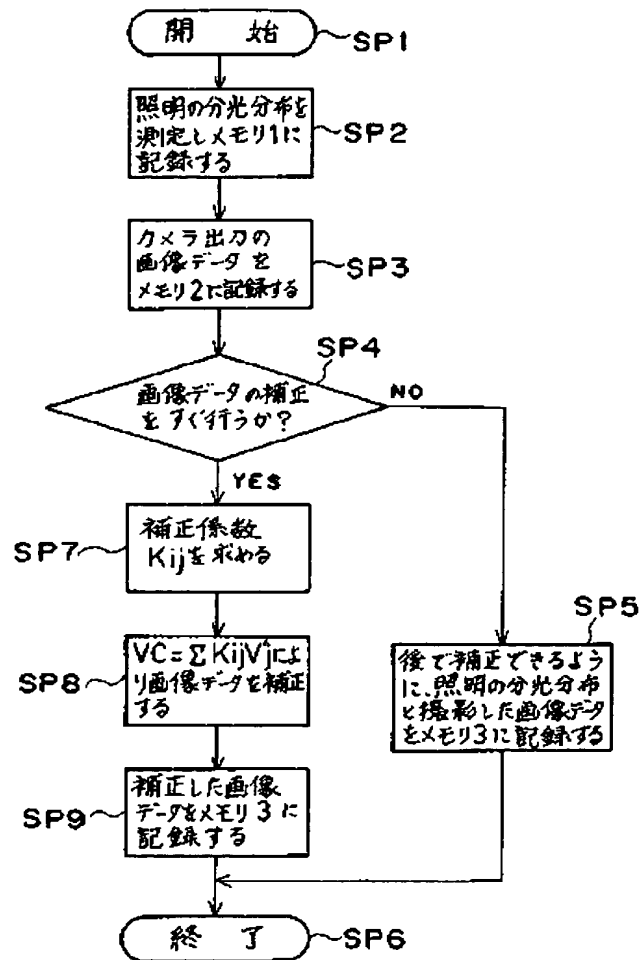 開 始
SP1
照明の分光分布を
測定しメモリ1に
記録する
SP2
カメラ出力の
画像データを
メモリ2に記録する
SP3
SP4
画像データの補正
をすぐ行うか?
NO
YES
SP7
補正係数
Kijを求める
SP5
後で補正できるよう
に、照明の分光分布
と撮影した画像データ
をメモリ3に記録する
SP8
VC=ΣKijV'jによ
り画像データを補正
する
SP9
補正した画像
データをメモリ3に
記録する
終 了
SP6